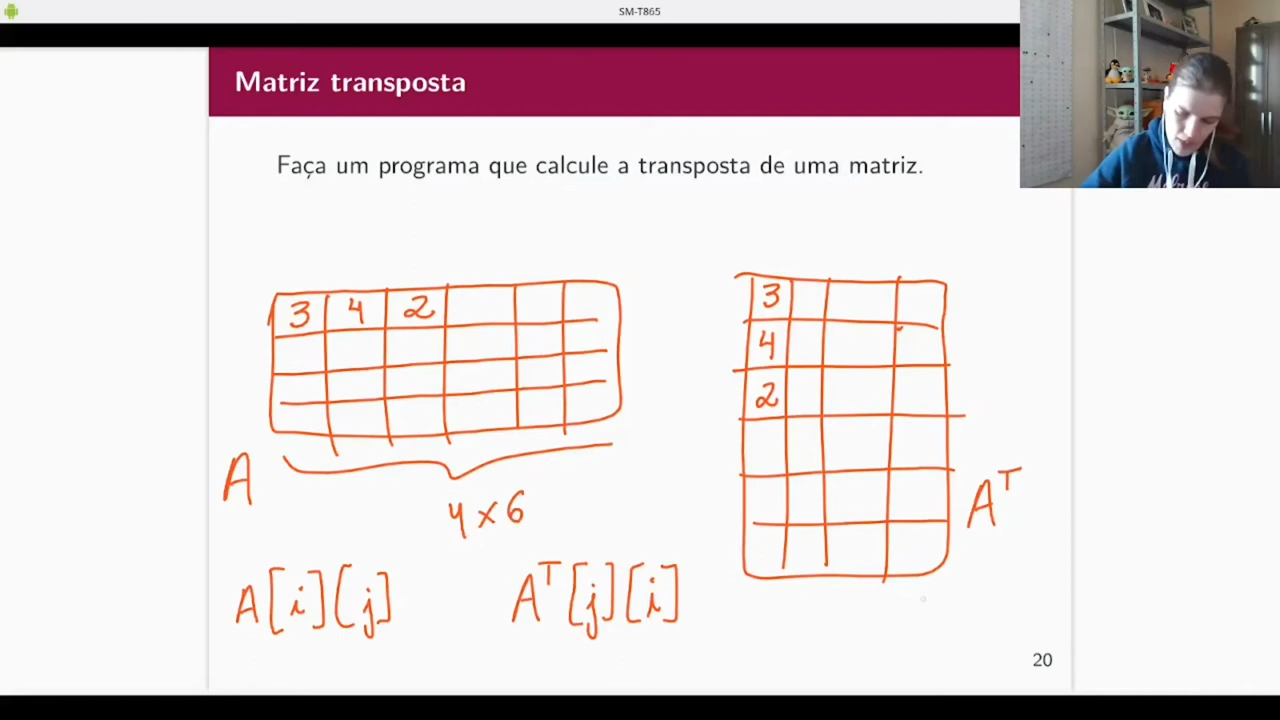 SM-T865
Matriz transposta
Faça um programa que calcule a transposta de uma matriz.
3 4 2
3
4
2
A
4 x 6
A^T
A[i][j]
A^T[j][i]
20